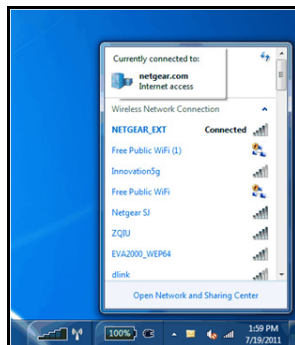 Currently connected to:
netgear.com
Internet access
Wireless Network Connection
NETGEAR_EXT Connected
Free Public WiFi (1)
Innovation5g
Free Public WiFi
Netgear SJ
ZQIU
EVA2000_WEP64
dlink
Open Network and Sharing Center
100%
1:59 PM
7/19/2011